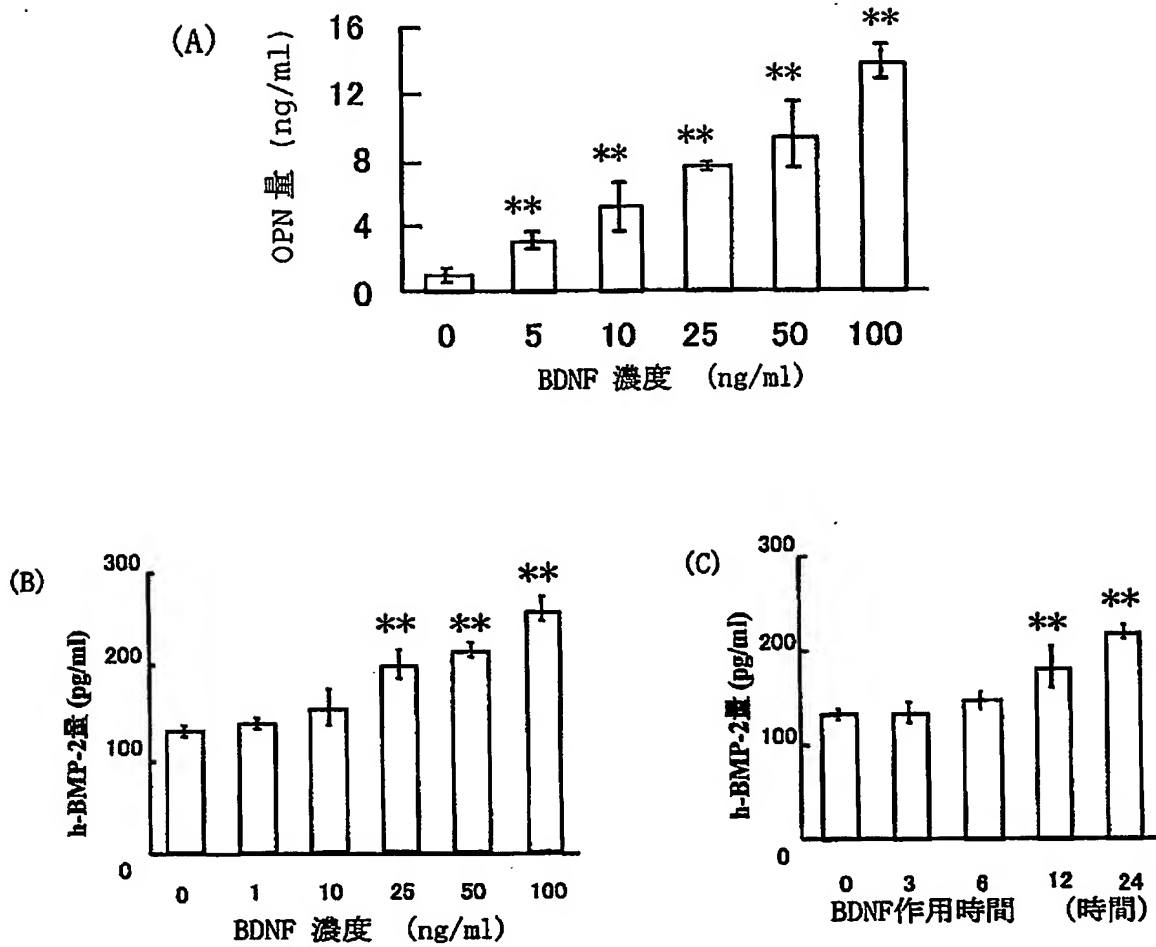 (A)
OPN 量 (ng/ml)
16
12
8
4
0
** ** ** ** **
0 5 10 25 50 100
BDNF 濃度 (ng/ml)
(B)
h-BMP-2量 (pg/ml)
300
200
100
0
** ** **
0 1 10 25 50 100
BDNF 濃度 (ng/ml)
(C)
h-BMP-2量 (pg/ml)
300
200
100
0
** **
0 3 6 12 24
BDNF作用時間 (時間)